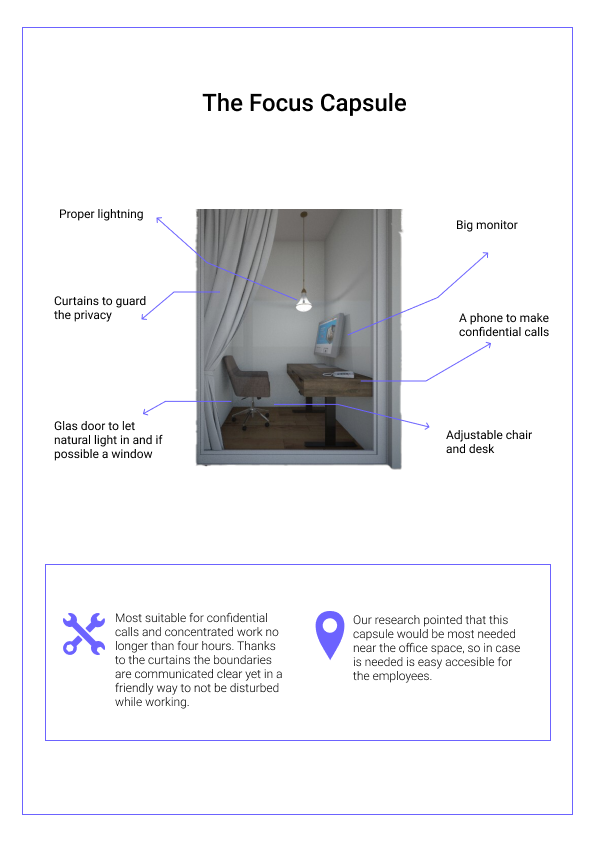 The Focus Capsule
Proper lightning
Big monitor
Curtains to guard
the privacy
A phone to make
confidential calls
Glas door to let
natural light in and if
possible a window
Adjustable chair
and desk
Most suitable for confidential
calls and concentrated work no
longer than four hours. Thanks
to the curtains the boundaries
are communicated clear yet in a
friendly way to not be disturbed
while working.
Our research pointed that this
capsule would be most needed
near the office space, so in case
is needed is easy accesible for
the employees.